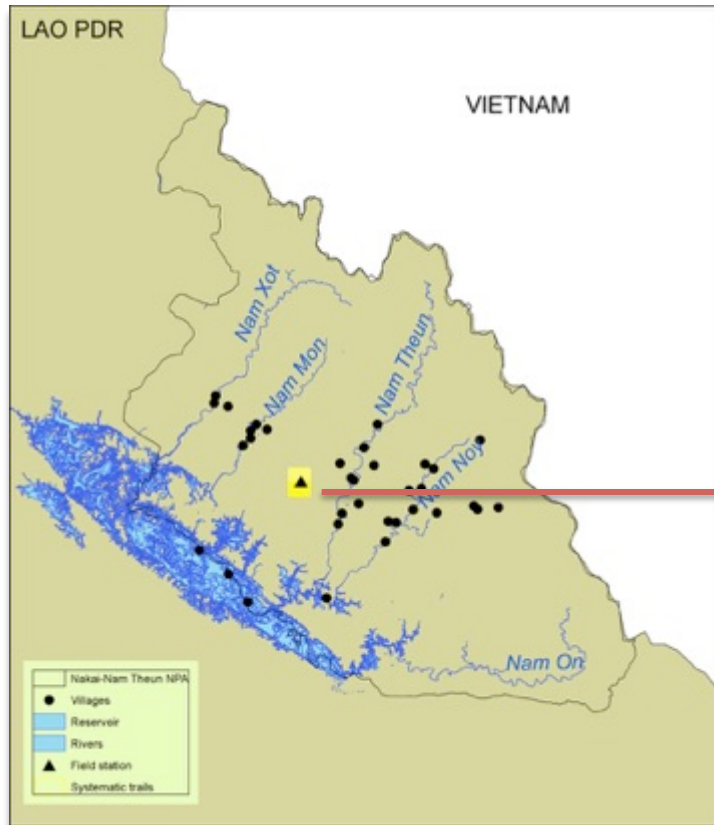 LAO PDR
VIETNAM
Nam Xot
Nam Mon
Nam Theun
Nam Noy
Nam On
Nakai-Nam Theun NPA
Villages
Reservoir
Rivers
Field station
Systematic trails